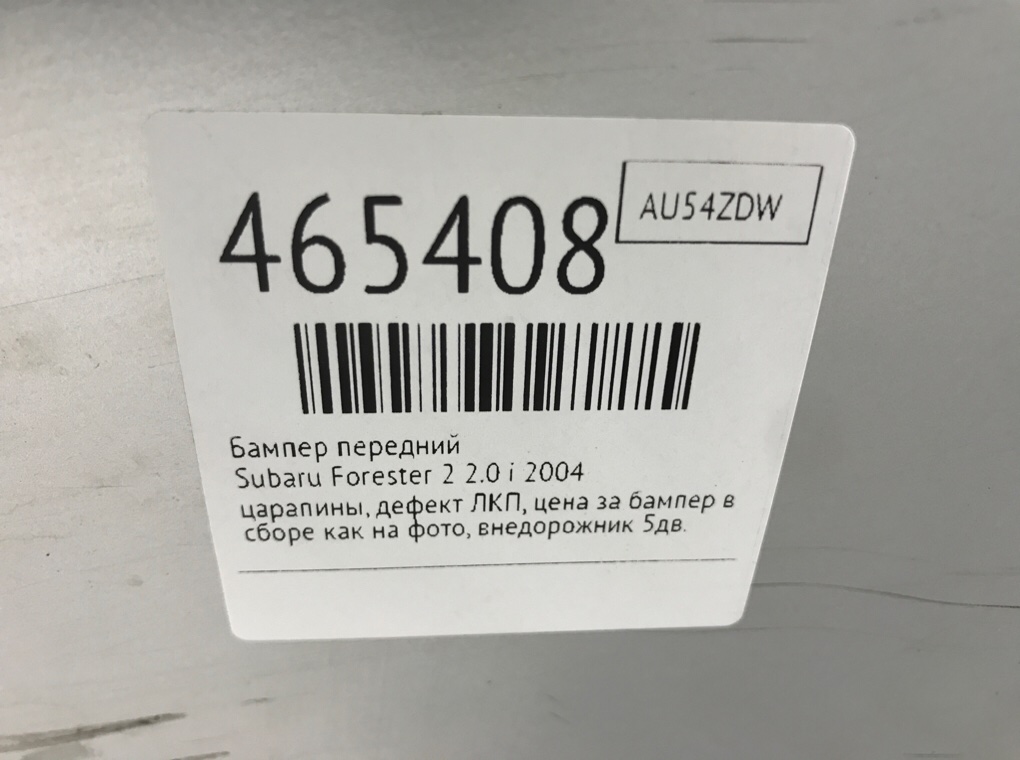 465408
AU54ZDW
Бампер передний
Subaru Forester 2 2.0 i 2004
царапины, дефект ЛКП, цена за бампер в
сборе как на фото, внедорожник 5дв.